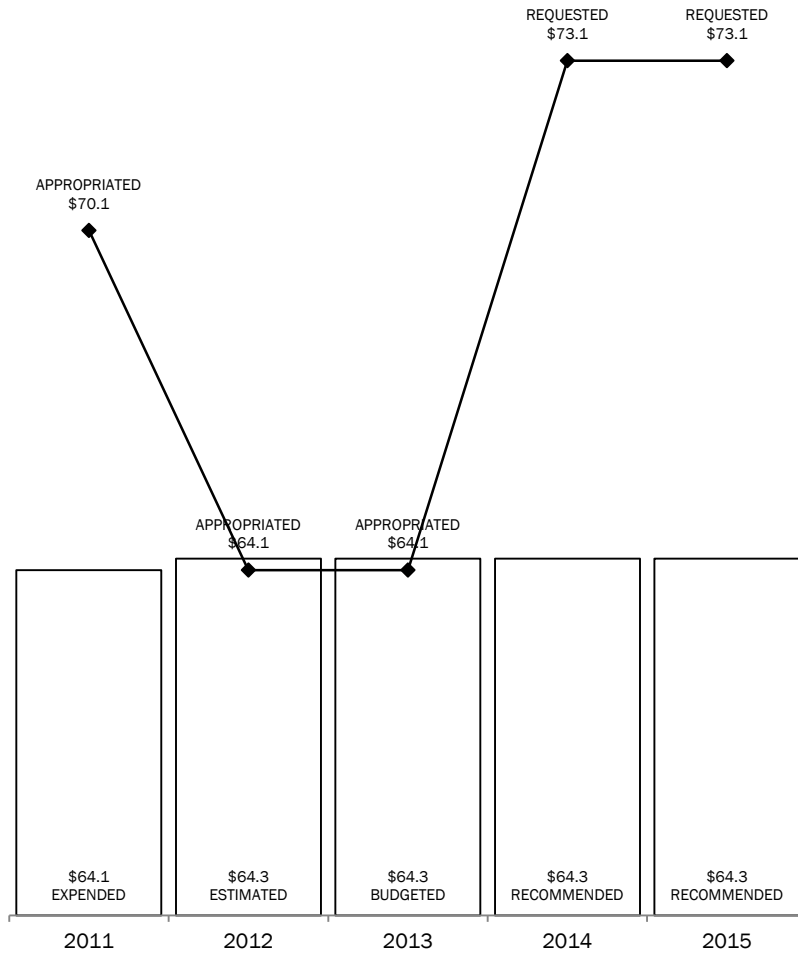 REQUESTED REQUESTED
$73.1 $73.1
APPROPRIATED
$70.1
APPROPRIATED APPROPRIATED
$64.1 $64.1
$64.1 $64.3 $64.3 $64.3 $64.3
EXPENDED ESTIMATED BUDGETED RECOMMENDED RECOMMENDED
2011 2012 2013 2014 2015